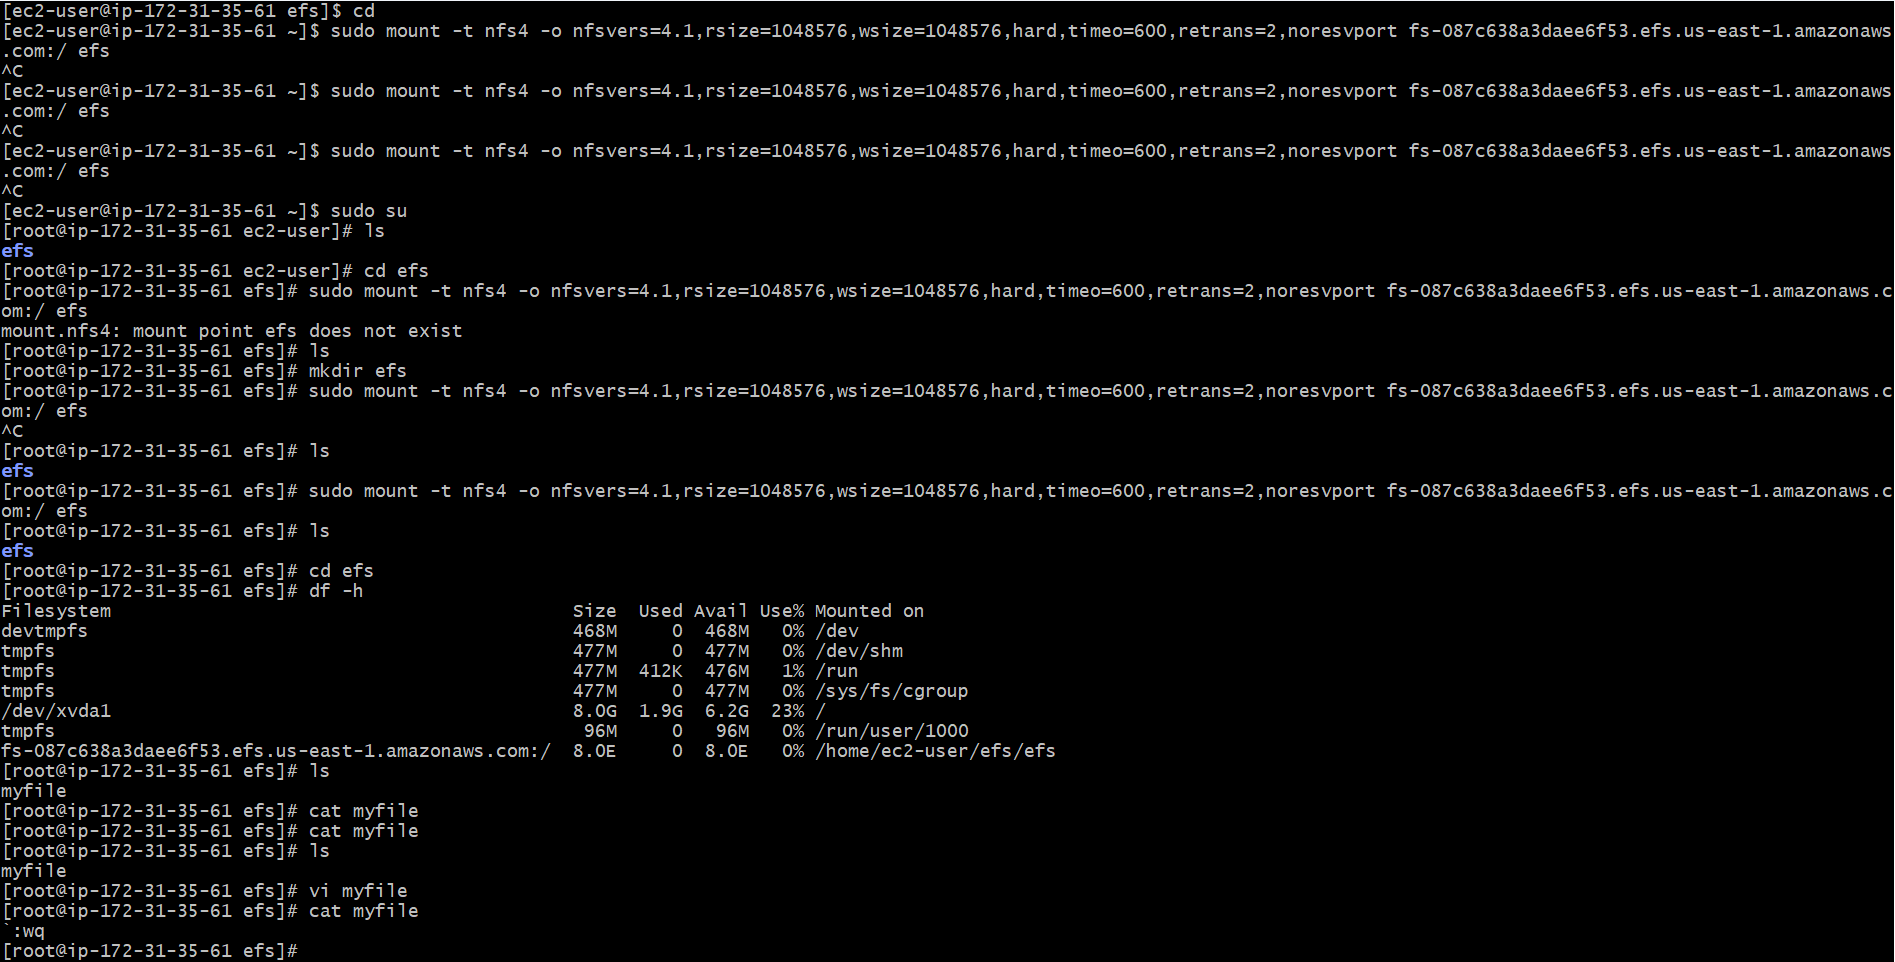 [ec2-user@ip-172-31-35-61 efs]$ cd
[ec2-user@ip-172-31-35-61 ~]$ sudo mount -t nfs4 -o nfsvers=4.1,rsize=1048576,wsize=1048576,hard,timeo=600,retrans=2,noresvport fs-087c638a3daee6f53.efs.us-east-1.amazonaws
.com:/ efs
^C
[ec2-user@ip-172-31-35-61 ~]$ sudo mount -t nfs4 -o nfsvers=4.1,rsize=1048576,wsize=1048576,hard,timeo=600,retrans=2,noresvport fs-087c638a3daee6f53.efs.us-east-1.amazonaws
.com:/ efs
^C
[ec2-user@ip-172-31-35-61 ~]$ sudo mount -t nfs4 -o nfsvers=4.1,rsize=1048576,wsize=1048576,hard,timeo=600,retrans=2,noresvport fs-087c638a3daee6f53.efs.us-east-1.amazonaws
.com:/ efs
^C
[ec2-user@ip-172-31-35-61 ~]$ sudo su
[root@ip-172-31-35-61 ec2-user]# ls
efs
[root@ip-172-31-35-61 ec2-user]# cd efs
[root@ip-172-31-35-61 efs]# sudo mount -t nfs4 -o nfsvers=4.1,rsize=1048576,wsize=1048576,hard,timeo=600,retrans=2,noresvport fs-087c638a3daee6f53.efs.us-east-1.amazonaws.c
om:/ efs
mount.nfs4: mount point efs does not exist
[root@ip-172-31-35-61 efs]# ls
[root@ip-172-31-35-61 efs]# mkdir efs
[root@ip-172-31-35-61 efs]# sudo mount -t nfs4 -o nfsvers=4.1,rsize=1048576,wsize=1048576,hard,timeo=600,retrans=2,noresvport fs-087c638a3daee6f53.efs.us-east-1.amazonaws.c
om:/ efs
^C
[root@ip-172-31-35-61 efs]# ls
efs
[root@ip-172-31-35-61 efs]# sudo mount -t nfs4 -o nfsvers=4.1,rsize=1048576,wsize=1048576,hard,timeo=600,retrans=2,noresvport fs-087c638a3daee6f53.efs.us-east-1.amazonaws.c
om:/ efs
[root@ip-172-31-35-61 efs]# ls
efs
[root@ip-172-31-35-61 efs]# cd efs
[root@ip-172-31-35-61 efs]# df -h
Filesystem                                          Size  Used Avail Use% Mounted on
devtmpfs                                            468M     0  468M   0% /dev
tmpfs                                               477M     0  477M   0% /dev/shm
tmpfs                                               477M  412K  476M   1% /run
tmpfs                                               477M     0  477M   0% /sys/fs/cgroup
/dev/xvda1                                          8.0G  1.9G  6.2G  23% /
tmpfs                                                96M     0   96M   0% /run/user/1000
fs-087c638a3daee6f53.efs.us-east-1.amazonaws.com:/  8.0E     0  8.0E   0% /home/ec2-user/efs/efs
[root@ip-172-31-35-61 efs]# ls
myfile
[root@ip-172-31-35-61 efs]# cat myfile
[root@ip-172-31-35-61 efs]# cat myfile
[root@ip-172-31-35-61 efs]# ls
myfile
[root@ip-172-31-35-61 efs]# vi myfile
[root@ip-172-31-35-61 efs]# cat myfile
`:wq
[root@ip-172-31-35-61 efs]#